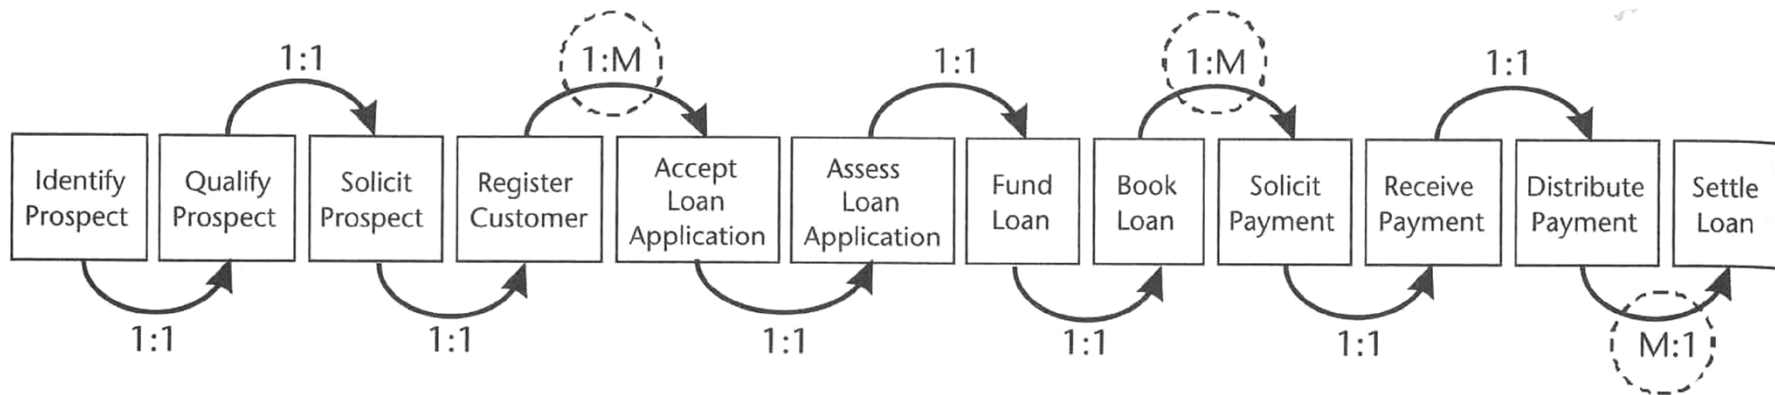 1:1
1:M
1:1
1:M
1:1
Identify
Prospect
Qualify
Prospect
Solicit
Prospect
Register
Customer
Accept
Loan
Application
Assess
Loan
Application
Fund
Loan
Book
Loan
Solicit
Payment
Receive
Payment
Distribute
Payment
Settle
Loan
1:1
1:1
1:1
1:1
1:1
M:1